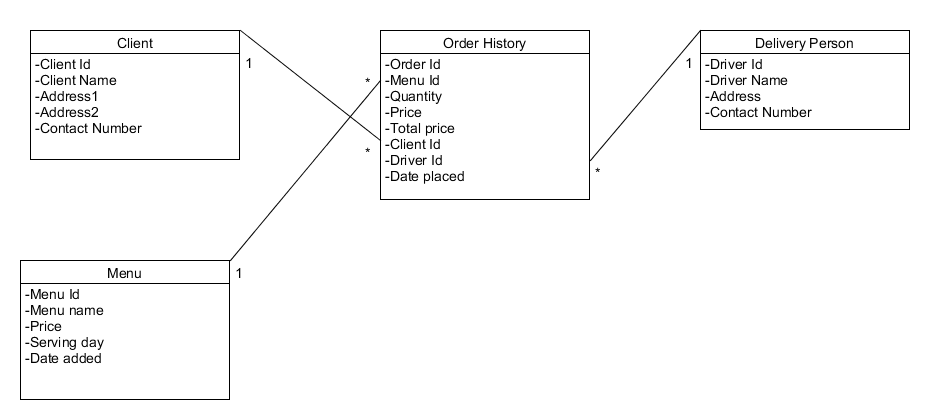 Client
-Client Id
-Client Name
-Address1
-Address2
-Contact Number
1
Order History
-Order Id
-Menu Id
-Quantity
-Price
-Total price
-Client Id
-Driver Id
-Date placed
*
*
*
Delivery Person
-Driver Id
-Driver Name
-Address
-Contact Number
1
Menu
-Menu Id
-Menu name
-Price
-Serving day
-Date added
1